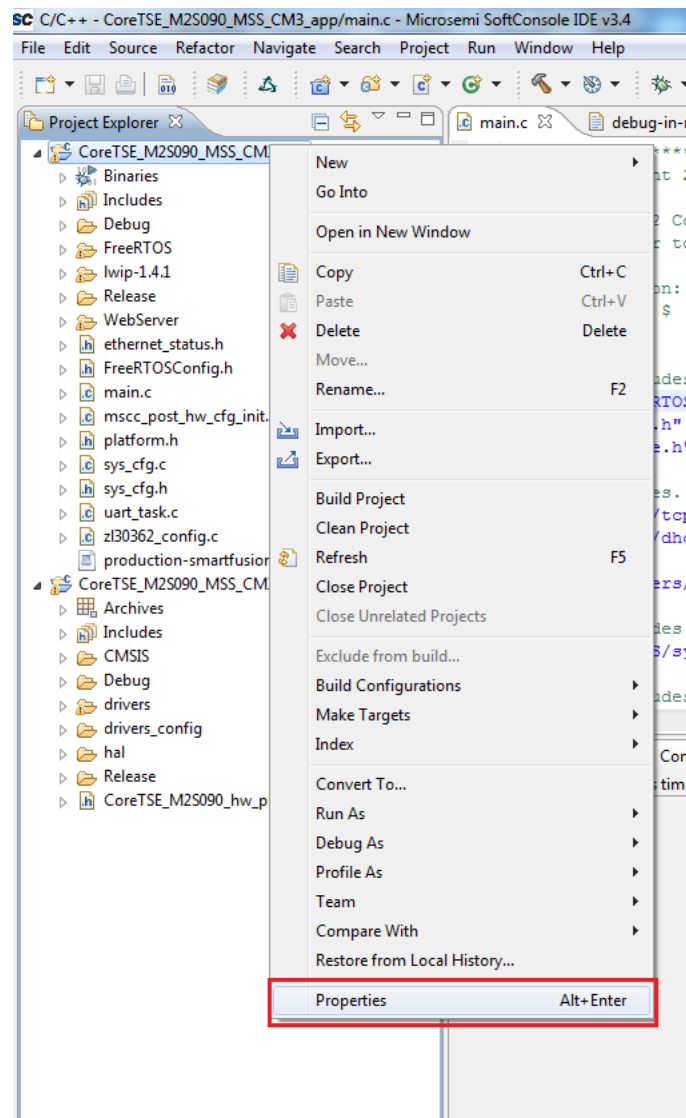 SC C/C++ - CoreTSE_M2S090_MSS_CM3_app/main.c - Microsemi SoftConsole IDE v3.4
File Edit Source Refactor Navigate Search Project Run Window Help
Project Explorer
main.c
debug-in-
CoreTSE_M2S090_MSS_CM
Binaries
Includes
Debug
FreeRTOS
lwip-1.4.1
Release
WebServer
ethernet_status.h
FreeRTOSConfig.h
main.c
mscc_post_hw_cfg_init.
platform.h
sys_cfg.c
sys_cfg.h
uart_task.c
zl30362_config.c
production-smartfusion
CoreTSE_M2S090_MSS_CM
Archives
Includes
CMSIS
Debug
drivers
drivers_config
hal
Release
CoreTSE_M2S090_hw_p
New
Go Into
Open in New Window
Copy Ctrl+C
Paste Ctrl+V
Delete Delete
Move...
Rename... F2
Import...
Export...
Build Project
Clean Project
Refresh F5
Close Project
Close Unrelated Projects
Exclude from build...
Build Configurations
Make Targets
Index
Convert To...
Run As
Debug As
Profile As
Team
Compare With
Restore from Local History...
Properties Alt+Enter